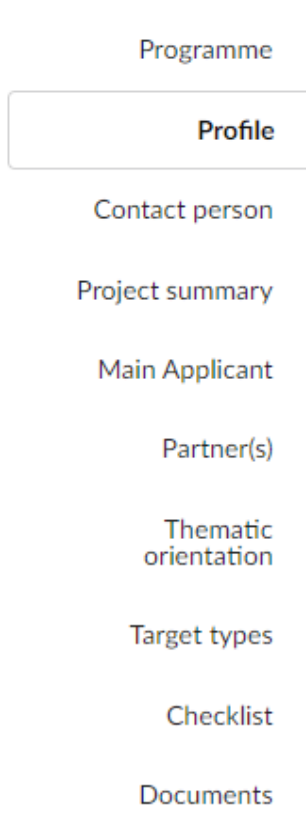 Programme
Profile
Contact person
Project summary
Main Applicant
Partner(s)
Thematic
orientation
Target types
Checklist
Documents